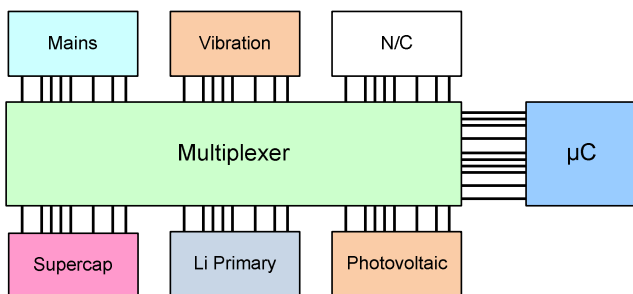 Mains
Vibration
N/C
Multiplexer
µC
Supercap
Li Primary
Photovoltaic